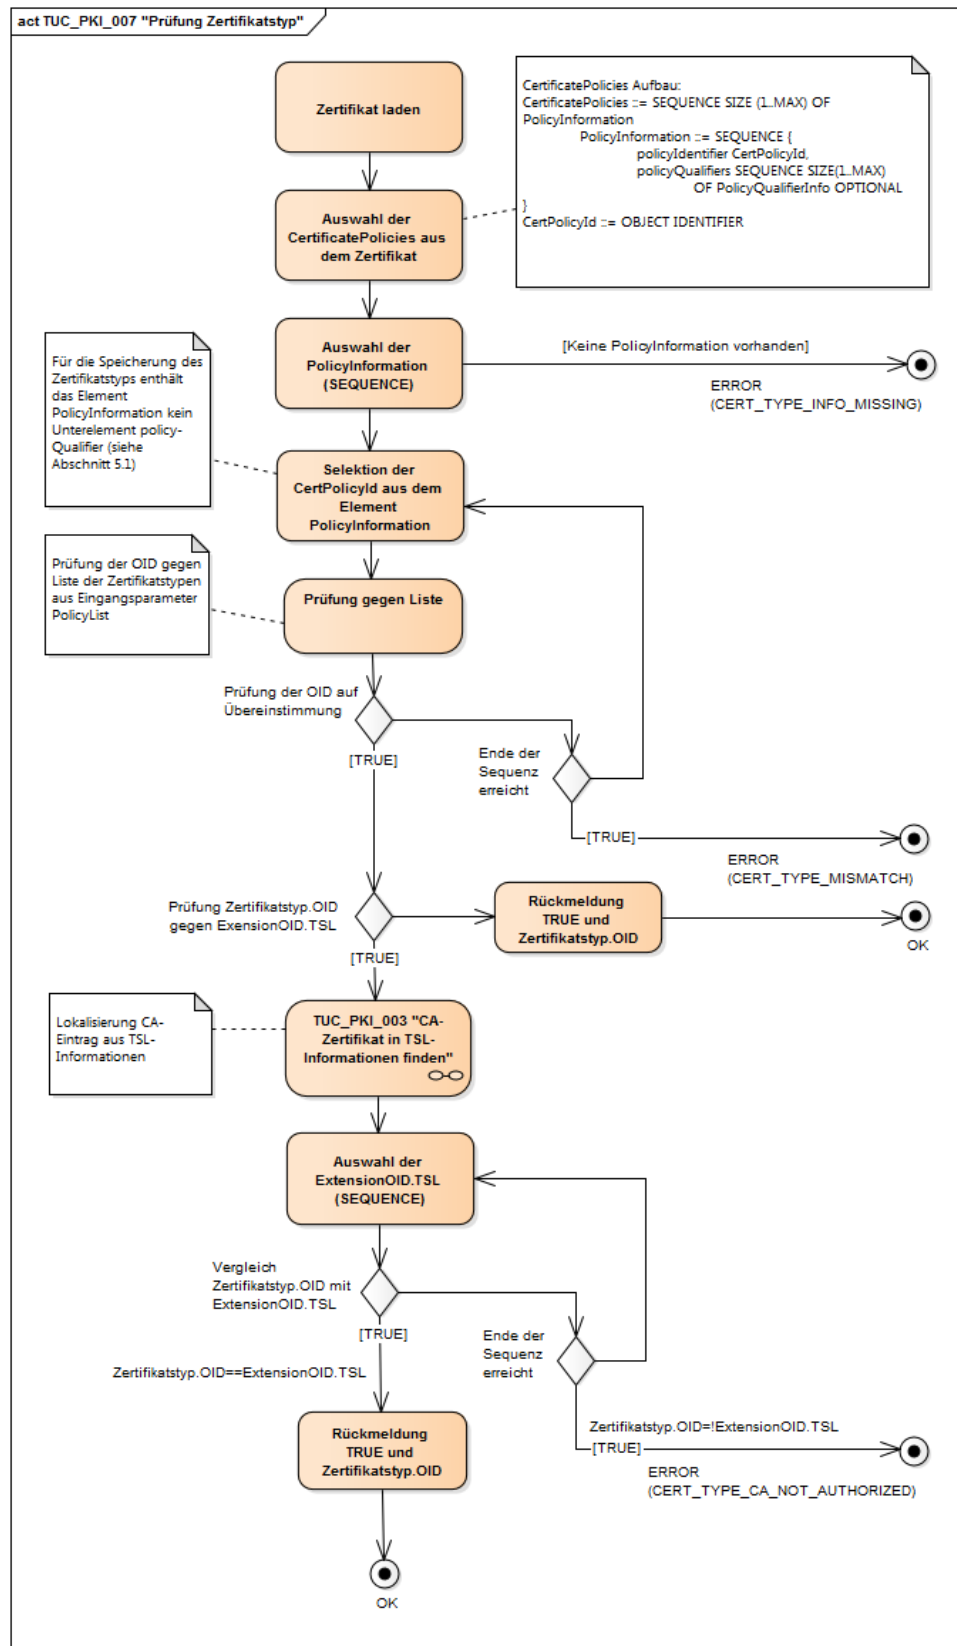 act TUC_PKI_007 "Prüfung Zertifikatstyp"
Zertifikat laden
CertificatePolicies Aufbau:
CertificatePolicies ::= SEQUENCE SIZE (1..MAX) OF
PolicyInformation
PolicyInformation ::= SEQUENCE {
policyIdentifier CertPolicyId,
policyQualifiers SEQUENCE SIZE(1..MAX)
OF PolicyQualifierInfo OPTIONAL
}
CertPolicyId ::= OBJECT IDENTIFIER
Auswahl der
CertificatePolicies aus
dem Zertifikat
Auswahl der
PolicyInformation
(SEQUENCE)
[Keine PolicyInformation vorhanden]
ERROR
(CERT_TYPE_INFO_MISSING)
Für die Speicherung des
Zertifikatstyps enthält
das Element
PolicyInformation kein
Unterelement policy-
Qualifier (siehe
Abschnitt 5.1)
Selektion der
CertPolicyId aus dem
Element
PolicyInformation
Prüfung der OID gegen
Liste der Zertifikatstypen
aus Eingangsparameter
PolicyList
Prüfung gegen Liste
Prüfung der OID auf
Übereinstimmung
[TRUE]
Ende der
Sequenz
erreicht
[TRUE]
ERROR
(CERT_TYPE_MISMATCH)
Prüfung Zertifikatstyp.OID
gegen ExensionOID.TSL
[TRUE]
Rückmeldung
TRUE und
Zertifikatstyp.OID
OK
Lokalisierung CA-
Eintrag aus TSL-
Informationen
TUC_PKI_003 "CA-
Zertifikat in TSL-
Informationen finden"
Auswahl der
ExtensionOID.TSL
(SEQUENCE)
Vergleich
Zertifikatstyp.OID mit
ExtensionOID.TSL
[TRUE]
Ende der
Sequenz
erreicht
Zertifikatstyp.OID==ExtensionOID.TSL
Zertifikatstyp.OID=!ExtensionOID.TSL
[TRUE]
ERROR
(CERT_TYPE_CA_NOT_AUTHORIZED)
Rückmeldung
TRUE und
Zertifikatstyp.OID
OK